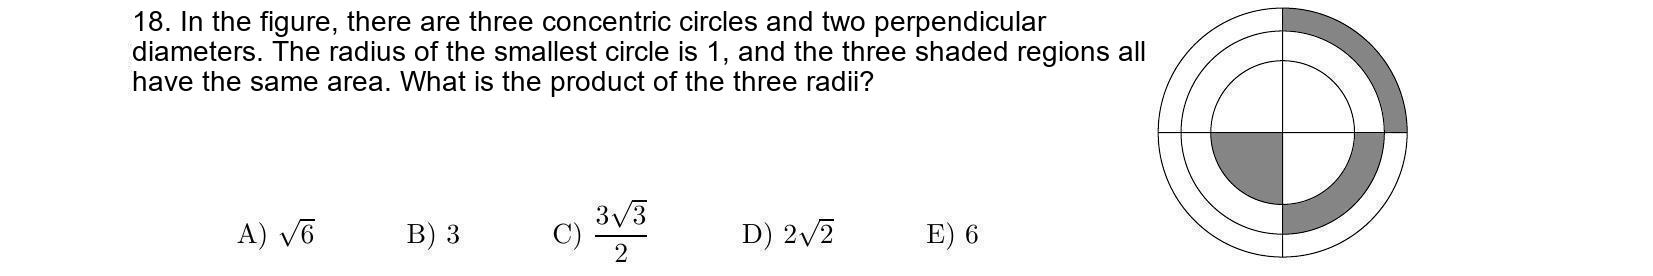 18. In the figure, there are three concentric circles and two perpendicular
diameters. The radius of the smallest circle is 1, and the three shaded regions all
have the same area. What is the product of the three radii?
A) √6 B) 3 C) 3√3/2 D) 2√2 E) 6